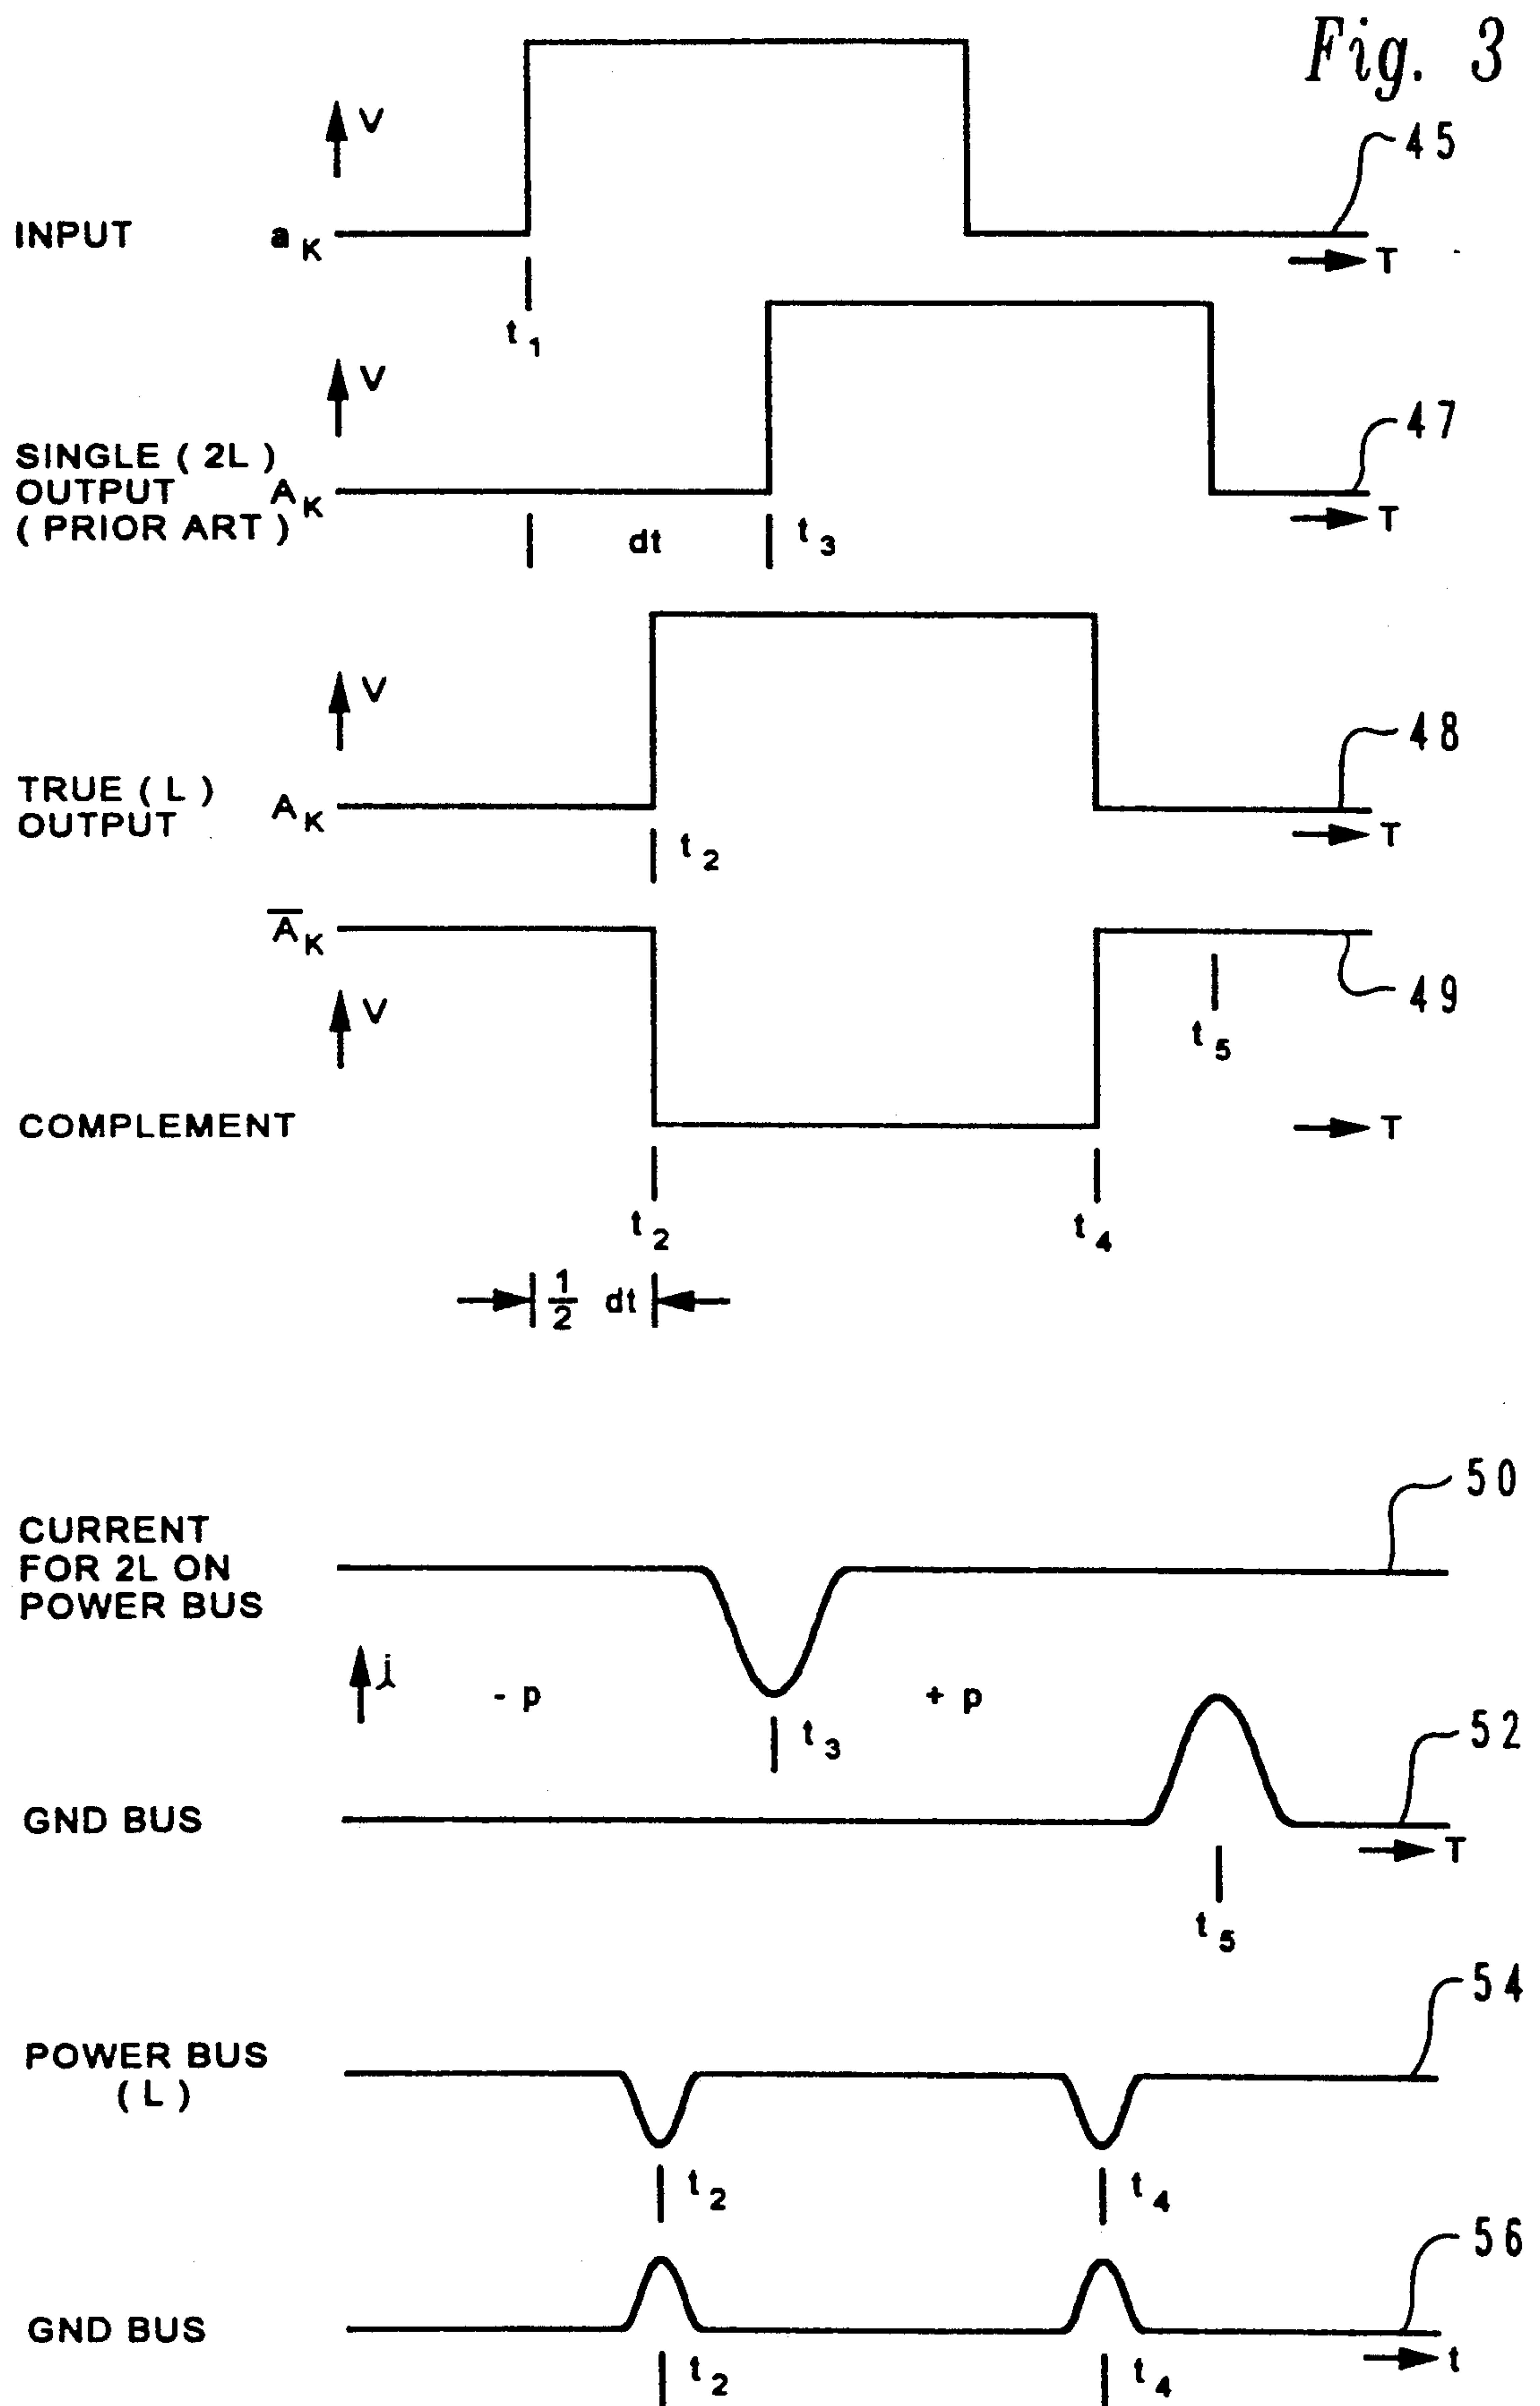 Fig. 3
V
45
INPUT a K
T
t 1
V
47
SINGLE ( 2L )
OUTPUT A K
( PRIOR ART )
T
dt t 3
V
48
TRUE ( L )
OUTPUT A K
T
t 2
A̅ K
V
49
t 5
COMPLEMENT
T
t 2 t 4
1/2 dt
50
CURRENT
FOR 2L ON
POWER BUS
i - p + p
t 3
52
GND BUS
T
t 5
54
POWER BUS
( L )
t 2 t 4
56
GND BUS
t
t 2 t 4